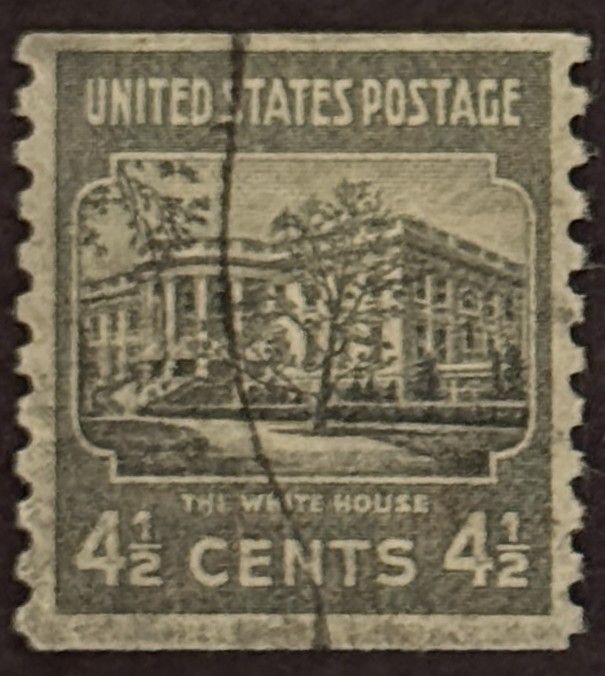 UNITED STATES POSTAGE
THE WHITE HOUSE
4½ CENTS 4½